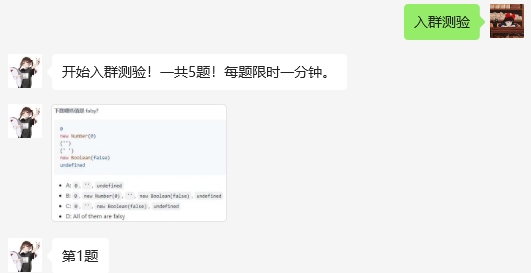 入群测验
开始入群测验！一共5题！每题限时一分钟。
下面哪些值是 falsy?
0
new Number(0)
('')
(' ')
new Boolean(false)
undefined
A: 0, '', undefined
B: 0, new Number(0), '', new Boolean(false), undefined
C: 0, '', new Boolean(false), undefined
D: All of them are falsy
第1题